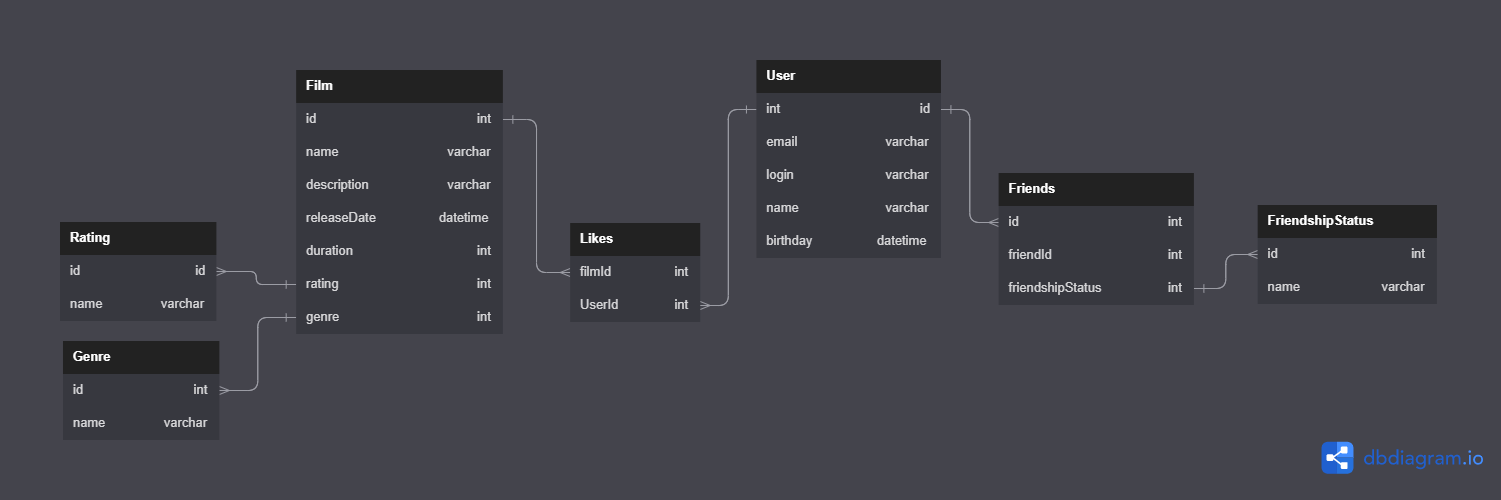 Film
id int
name varchar
description varchar
releaseDate datetime
duration int
rating int
genre int
Rating
id id
name varchar
Genre
id int
name varchar
Likes
filmId int
UserId int
User
int id
email varchar
login varchar
name varchar
birthday datetime
Friends
id int
friendId int
friendshipStatus int
FriendshipStatus
id int
name varchar
dbdiagram.io